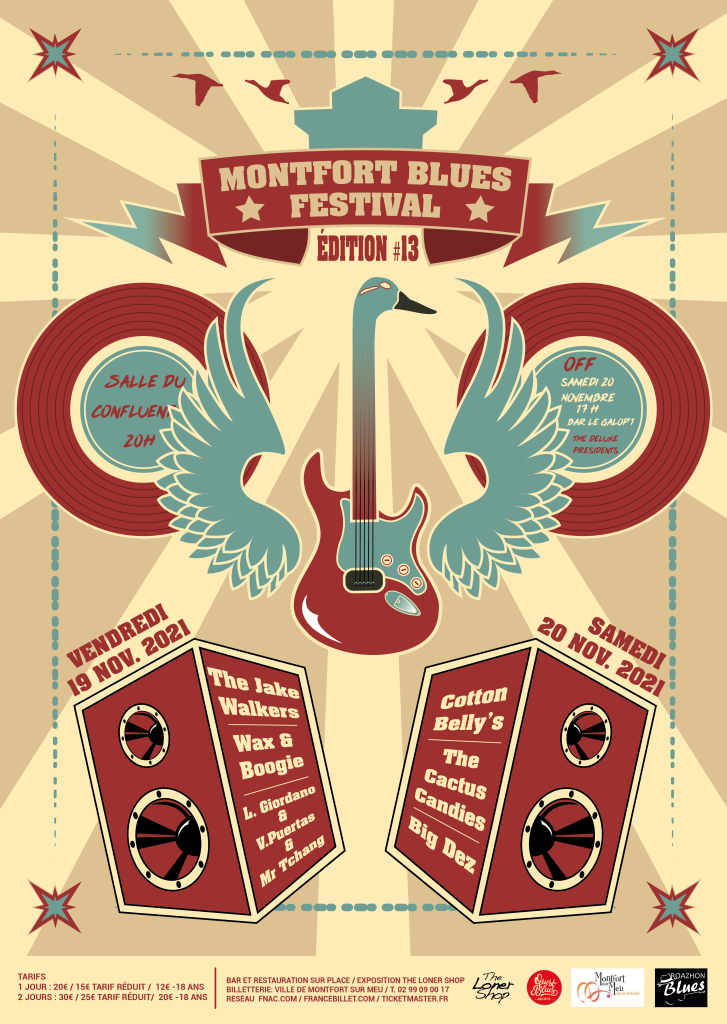 MONTFORT BLUES
FESTIVAL
ÉDITION #13
SALLE DU
20H
OFF
SAMEDI 20
NOVEMBRE
17 H
BAR LE GALOP'1
THE DELUXE
PRESIDENTS
VENDREDI
19 NOV. 2021
SAMEDI
20 NOV. 2021
The Jake
Walkers
Wax &
Boogie
L. Giordano
&
V.Puertas
&
Mr Tchang
Cotton
Belly's
The
Cactus
Candies
Big Dez
TARIFS
1 JOUR : 20€ / 15€ TARIF RÉDUIT / 12€ -18 ANS
2 JOURS : 30€ / 25€ TARIF RÉDUIT/ 20€ -18 ANS
BAR ET RESTAURATION SUR PLACE / EXPOSITION THE LONER SHOP
BILLETTERIE: VILLE DE MONTFORT SUR MEU / T. 02 99 09 00 17
RESEAU FNAC.COM / FRANCEBILLET.COM / TICKETMASTER.FR
The
Loner
Shop
Ouest
Blues
Montfort
sur
Meu
ROAZHON
Blues